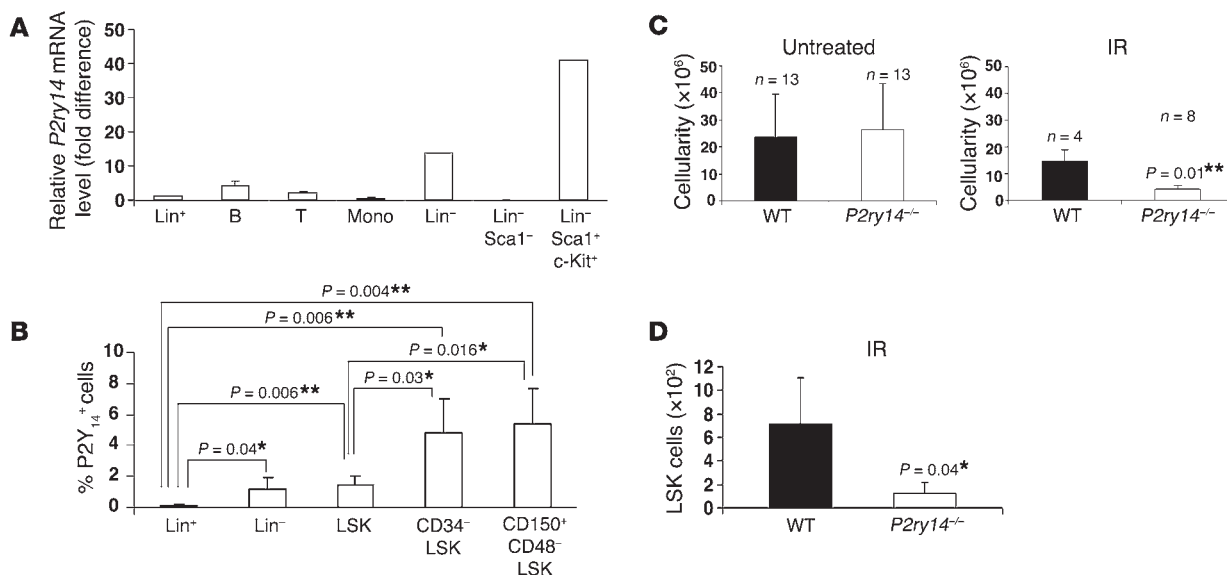 A
Relative P2ry14 mRNA
level (fold difference)
50
40
30
20
10
0
Lin⁺
B
T
Mono
Lin⁻
Lin⁻
Sca1⁻
Lin⁻
Sca1⁺
c-Kit⁺
B
% P2Y₁₄⁺ cells
10
8
6
4
2
0
P = 0.004**
P = 0.006**
P = 0.016*
P = 0.03*
P = 0.006**
P = 0.04*
Lin⁺
Lin⁻
LSK
CD34⁻
LSK
CD150⁺
CD48⁻
LSK
C
Untreated
Cellularity (×10⁶)
50
40
30
20
10
0
n = 13
n = 13
WT
P2ry14⁻/⁻
IR
Cellularity (×10⁶)
50
40
30
20
10
0
n = 4
n = 8
P = 0.01**
WT
P2ry14⁻/⁻
D
IR
LSK cells (×10²)
12
10
8
6
4
2
0
P = 0.04*
WT
P2ry14⁻/⁻